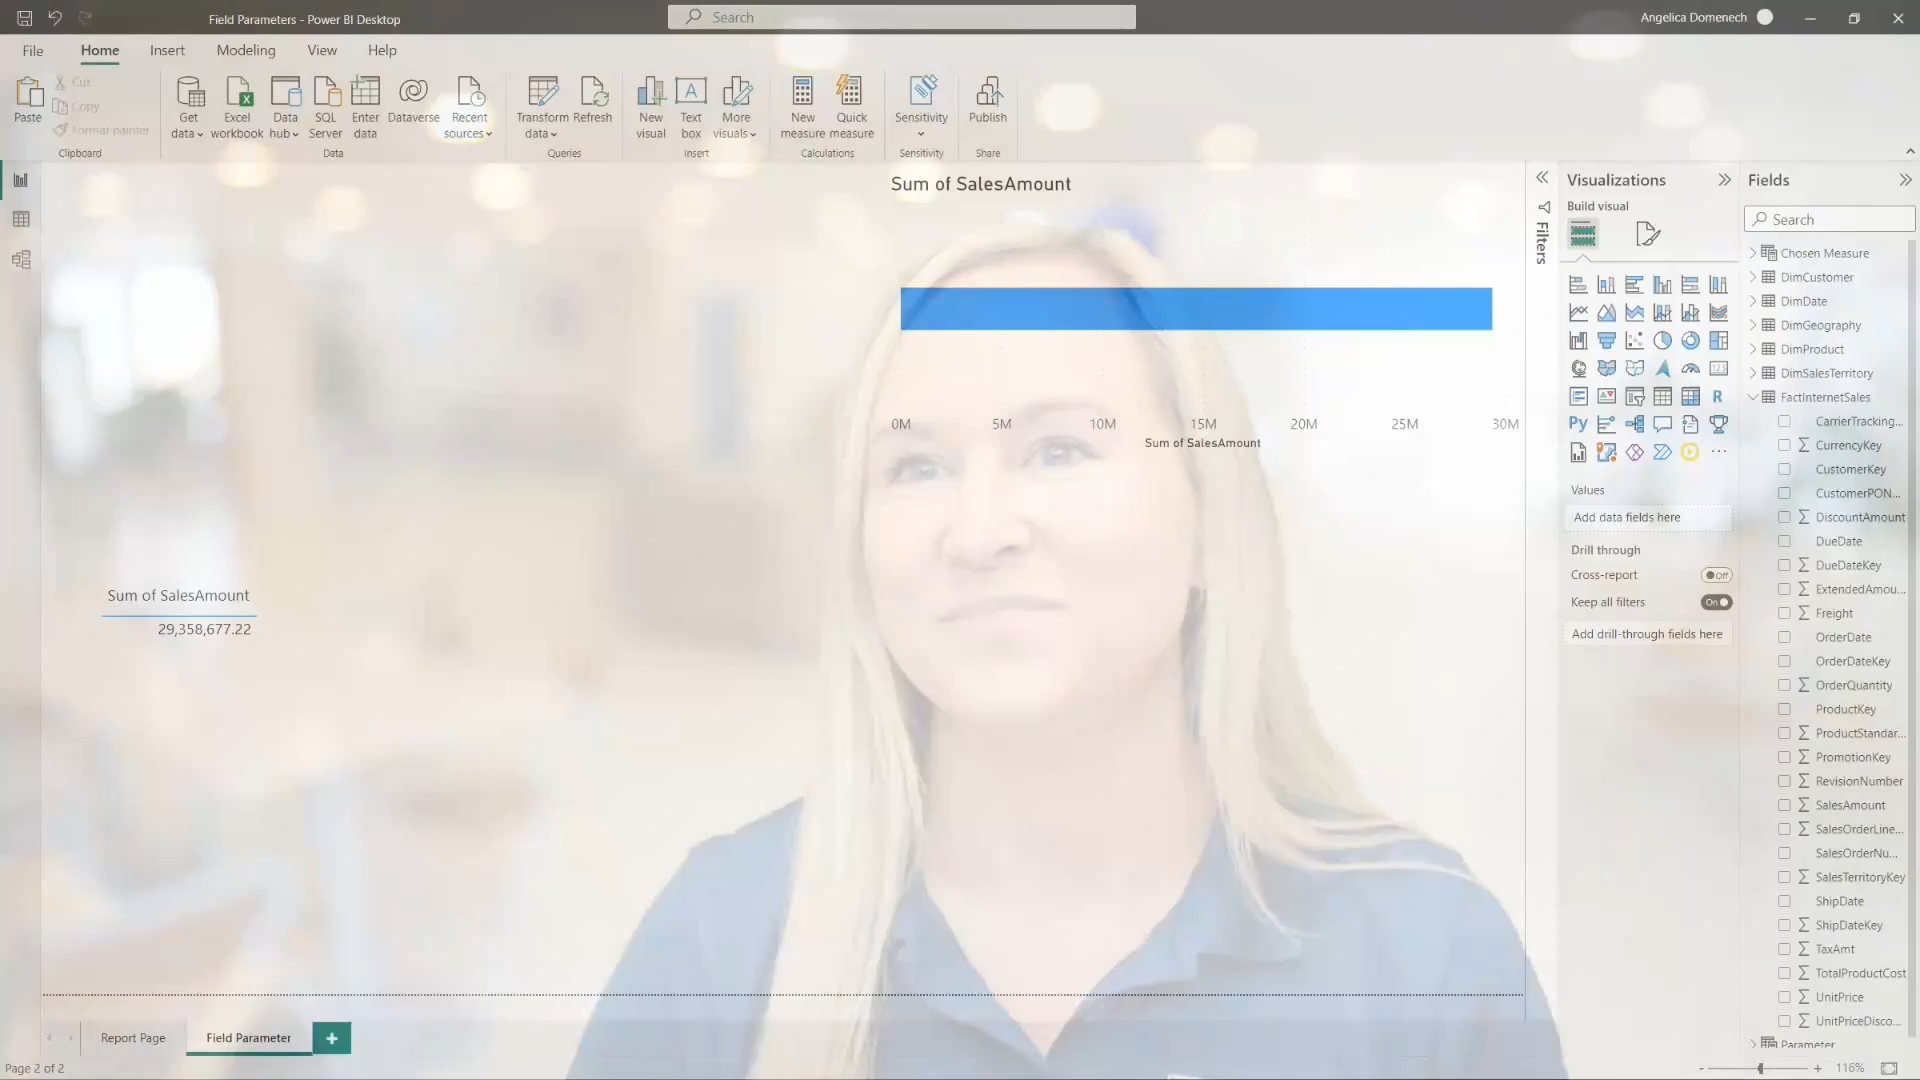 Field Parameters - Power BI Desktop
Search
Angelica Domenech
File
Home
Insert
Modeling
View
Help
Paste
Cut
Copy
Format painter
Clipboard
Get data
Excel workbook
Data hub
SQL Server
Enter data
Dataverse
Recent sources
Data
Transform data
Refresh
Queries
New visual
Text box
More visuals
Insert
New measure
Quick measure
Calculations
Sensitivity
Sensitivity
Publish
Share
Sum of SalesAmount
0M
5M
10M
15M
20M
25M
30M
Sum of SalesAmount
Sum of SalesAmount
29,358,677.22
Filters
Visualizations
Build visual
R
Py
123
Values
Add data fields here
Drill through
Cross-report
Off
Keep all filters
On
Add drill-through fields here
Fields
Search
Chosen Measure
DimCustomer
DimDate
DimGeography
DimProduct
DimSalesTerritory
FactInternetSales
CarrierTracking...
CurrencyKey
CustomerKey
CustomerPON...
DiscountAmount
DueDate
DueDateKey
ExtendedAmou...
Freight
OrderDate
OrderDateKey
OrderQuantity
ProductKey
ProductStandar...
PromotionKey
RevisionNumber
SalesAmount
SalesOrderLine...
SalesOrderNu...
SalesTerritoryKey
ShipDate
ShipDateKey
TaxAmt
TotalProductCost
UnitPrice
UnitPriceDisco...
Parameter
Report Page
Field Parameter
Page 2 of 2
116%